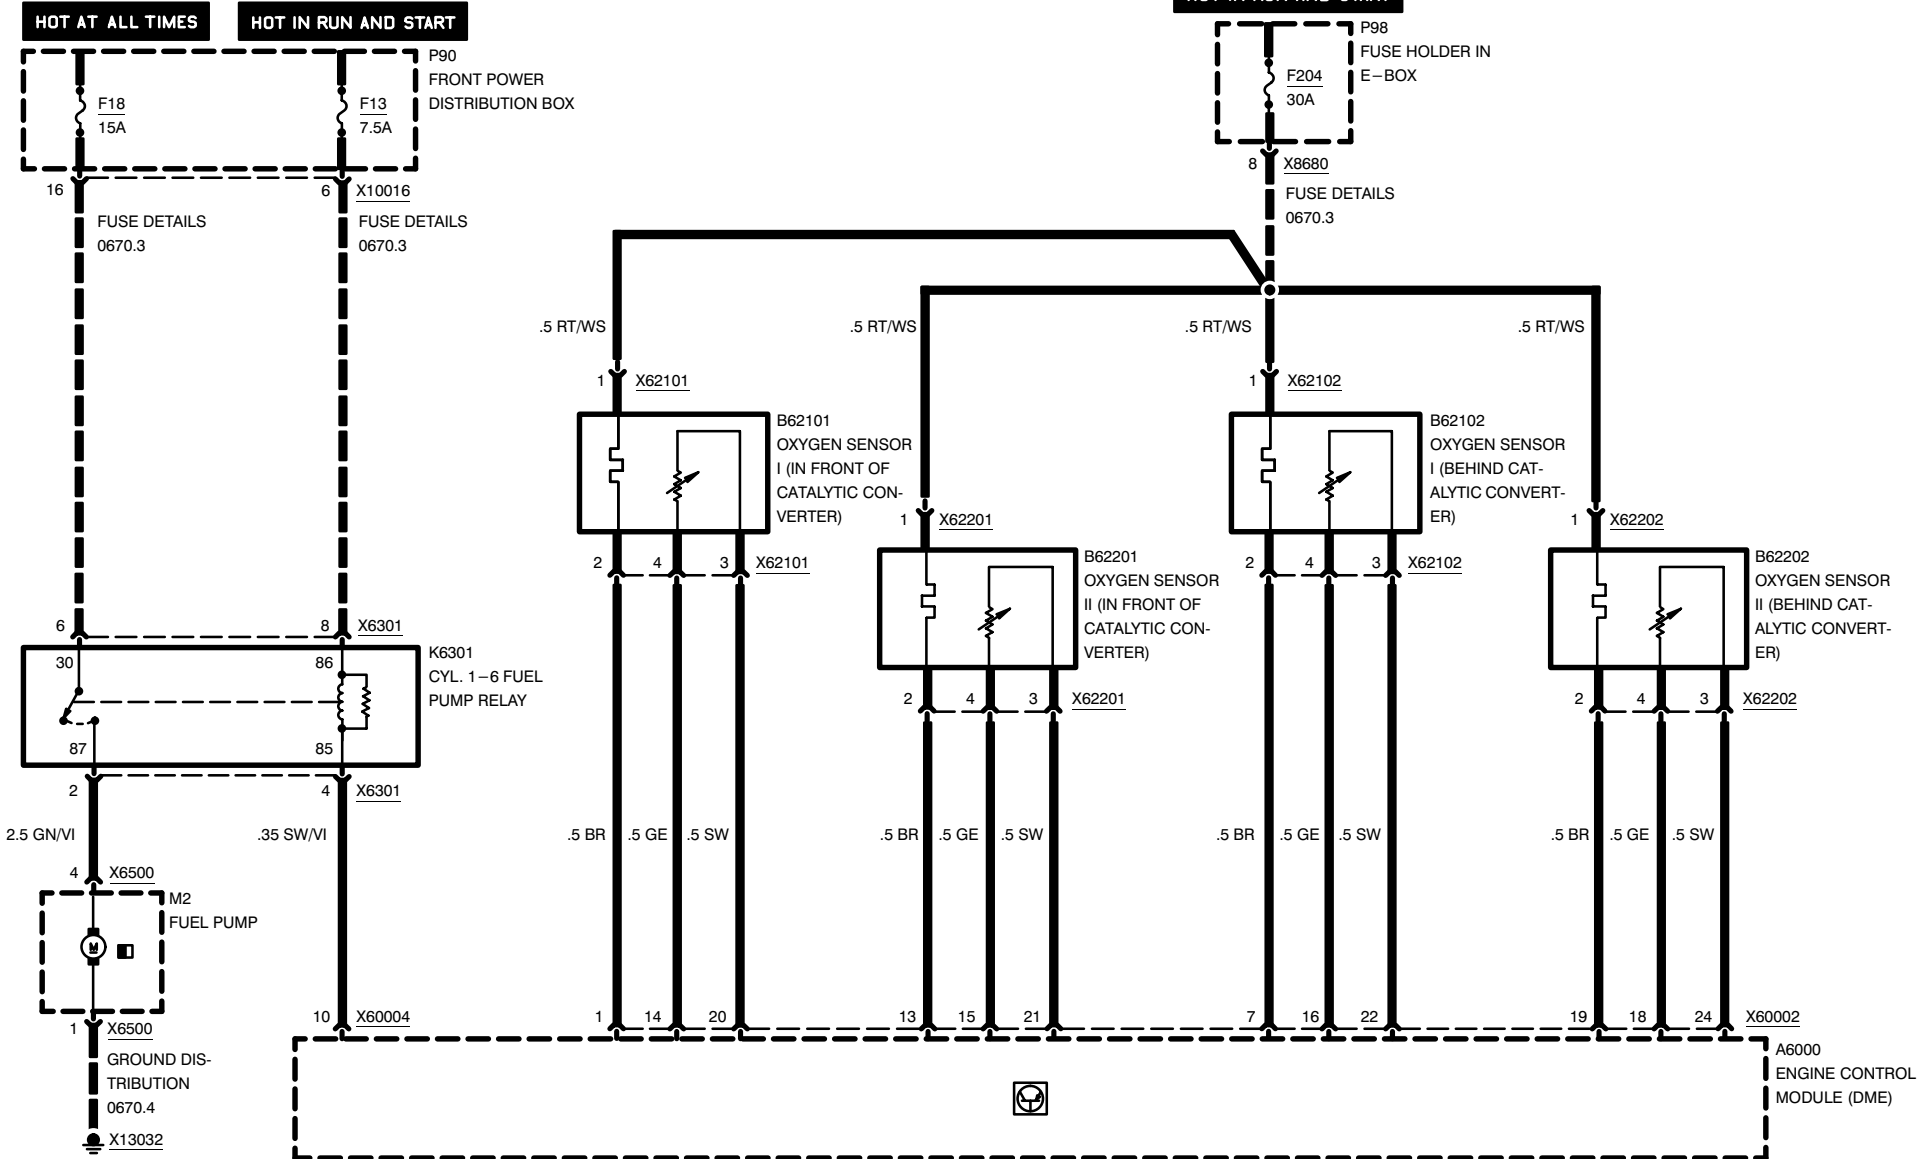 HOT AT ALL TIMES
HOT IN RUN AND START
P90
FRONT POWER
DISTRIBUTION BOX
F18
15A
F13
7.5A
P98
FUSE HOLDER IN
E-BOX
F204
30A
16
6
X10016
8
X8680
FUSE DETAILS
0670.3
FUSE DETAILS
0670.3
FUSE DETAILS
0670.3
.5 RT/WS
.5 RT/WS
.5 RT/WS
.5 RT/WS
1
X62101
1
X62102
B62101
OXYGEN SENSOR
I (IN FRONT OF
CATALYTIC CON-
VERTER)
B62102
OXYGEN SENSOR
I (BEHIND CAT-
ALYTIC CONVERT-
ER)
1
X62201
1
X62202
2
4
3
X62101
2
4
3
X62102
B62201
OXYGEN SENSOR
II (IN FRONT OF
CATALYTIC CON-
VERTER)
B62202
OXYGEN SENSOR
II (BEHIND CAT-
ALYTIC CONVERT-
ER)
6
8
X6301
30
86
K6301
CYL. 1-6 FUEL
PUMP RELAY
87
85
2
4
3
X62201
2
4
3
X62202
2
4
X6301
2.5 GN/VI
.35 SW/VI
.5 BR
.5 GE
.5 SW
.5 BR
.5 GE
.5 SW
.5 BR
.5 GE
.5 SW
.5 BR
.5 GE
.5 SW
4
X6500
M2
FUEL PUMP
M
1
X6500
GROUND DIS-
TRIBUTION
0670.4
X13032
10
X60004
1
14
20
13
15
21
7
16
22
19
18
24
X60002
A6000
ENGINE CONTROL
MODULE (DME)